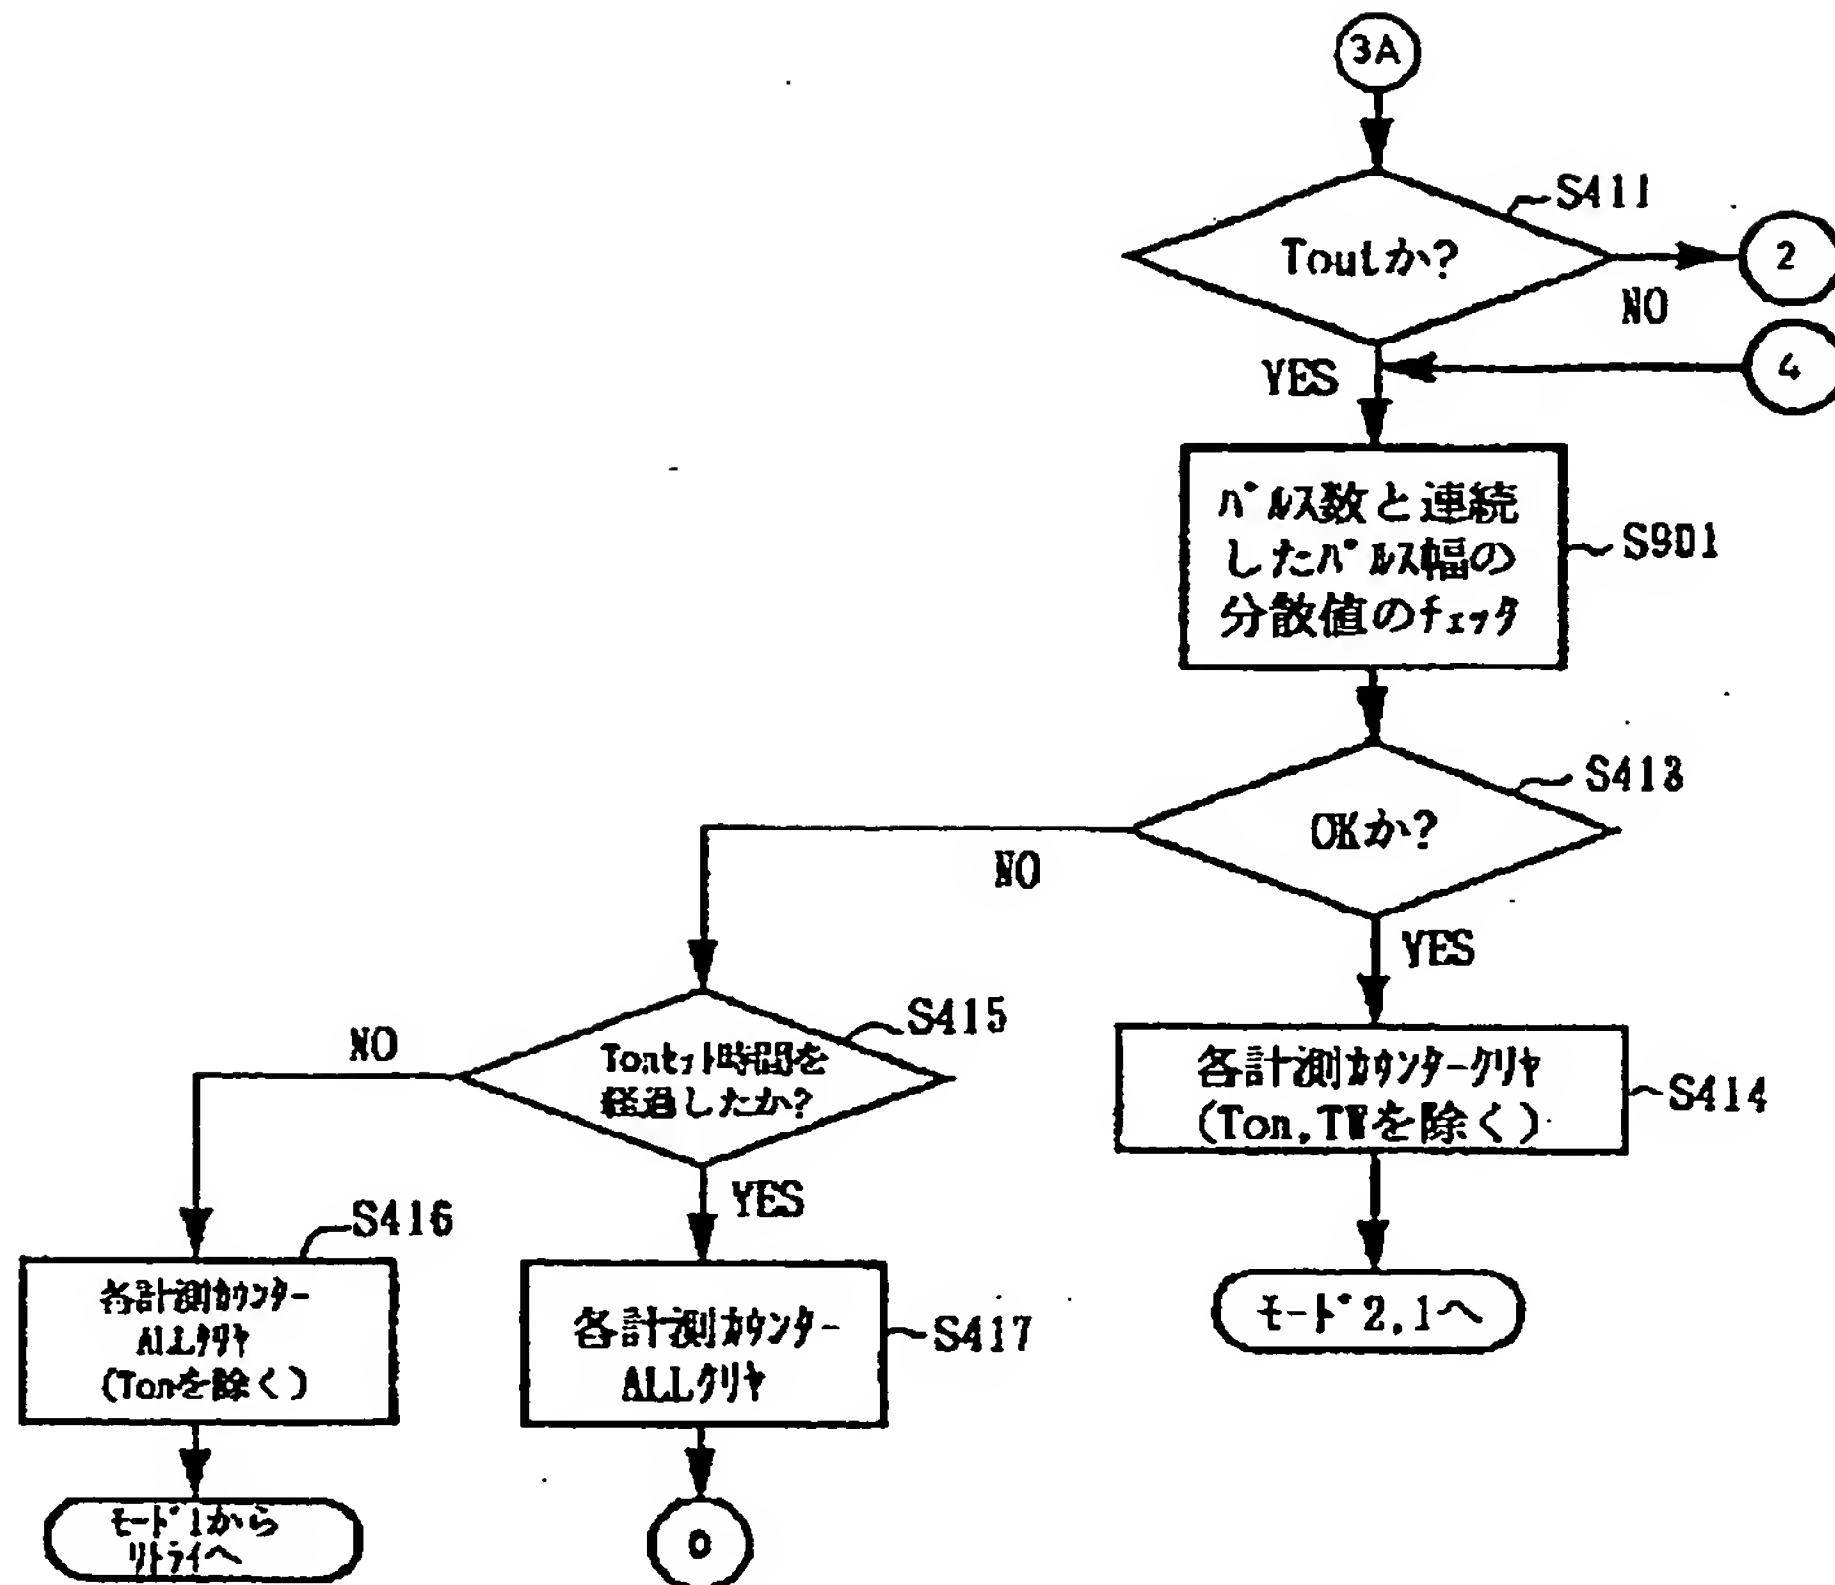 3A
S411
Toutか?
2
NO
4
YES
ﾊﾟﾙｽ数と連続
したﾊﾟﾙｽ幅の
分散値のﾁｪｯｸ
S901
S413
OKか?
NO
YES
S415
Tonｾｯﾄ時間を
経過したか?
NO
YES
各計測ｶｳﾝﾀｰｸﾘﾔ
(Ton,TWを除く)
S414
S416
各計測ｶｳﾝﾀｰ
ALLｸﾘﾔ
(Tonを除く)
各計測ｶｳﾝﾀｰ
ALLｸﾘﾔ
S417
ﾓｰﾄﾞ2,1へ
ﾓｰﾄﾞ1から
ﾘﾄﾗｲへ
0